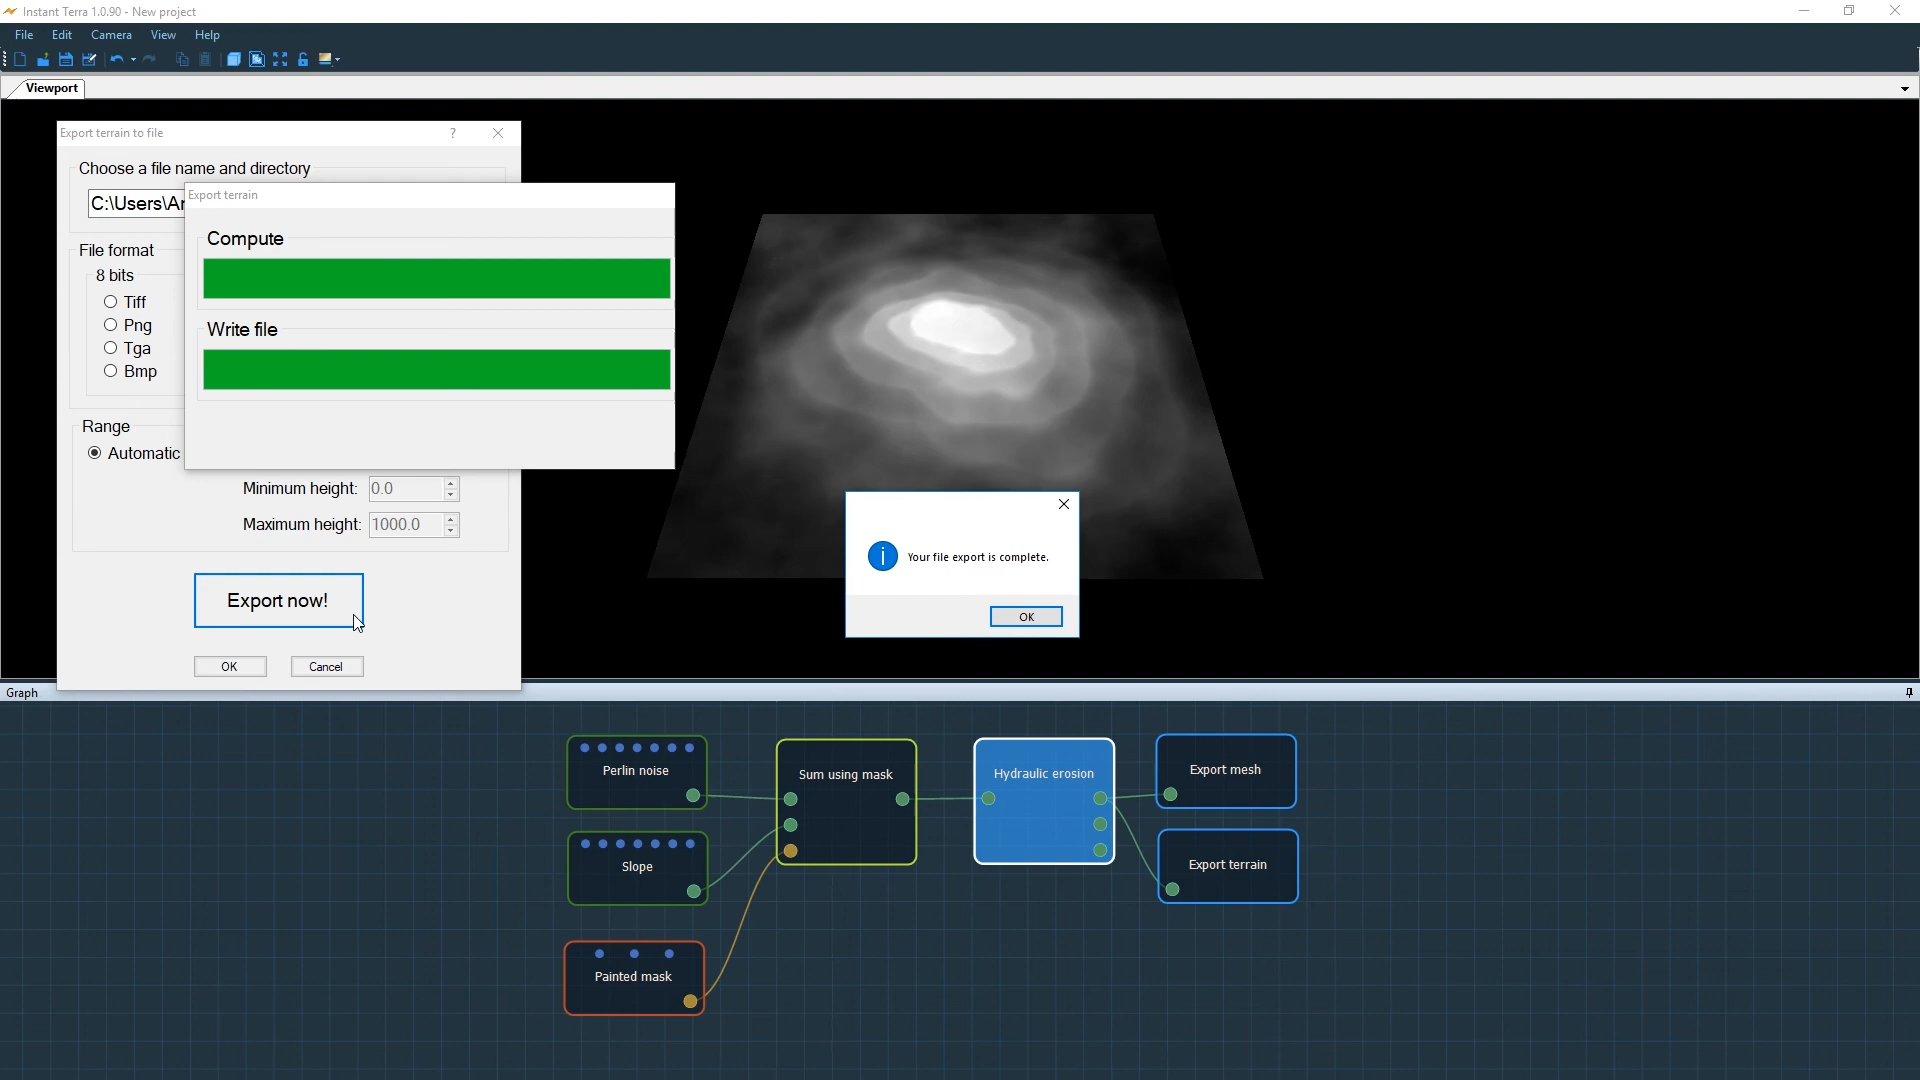 Instant Terra 1.0.90 - New project
File Edit Camera View Help
Viewport
Export terrain to file
?
Choose a file name and directory
C:\Users\Ar
File format
8 bits
Tiff
Png
Tga
Bmp
Range
Automatic
Minimum height: 0.0
Maximum height: 1000.0
Export now!
OK Cancel
Export terrain
Compute
Write file
i Your file export is complete.
OK
Graph
Perlin noise
Slope
Painted mask
Sum using mask
Hydraulic erosion
Export mesh
Export terrain